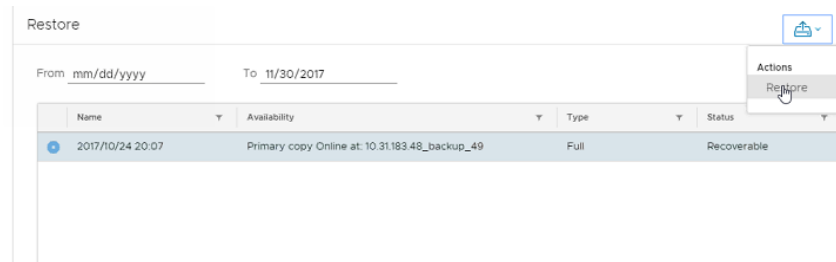 Restore
From mm/dd/yyyy To 11/30/2017
Actions
Restore
Name Availability Type Status
2017/10/24 20:07 Primary copy Online at: 10.31.183.48_backup_49 Full Recoverable